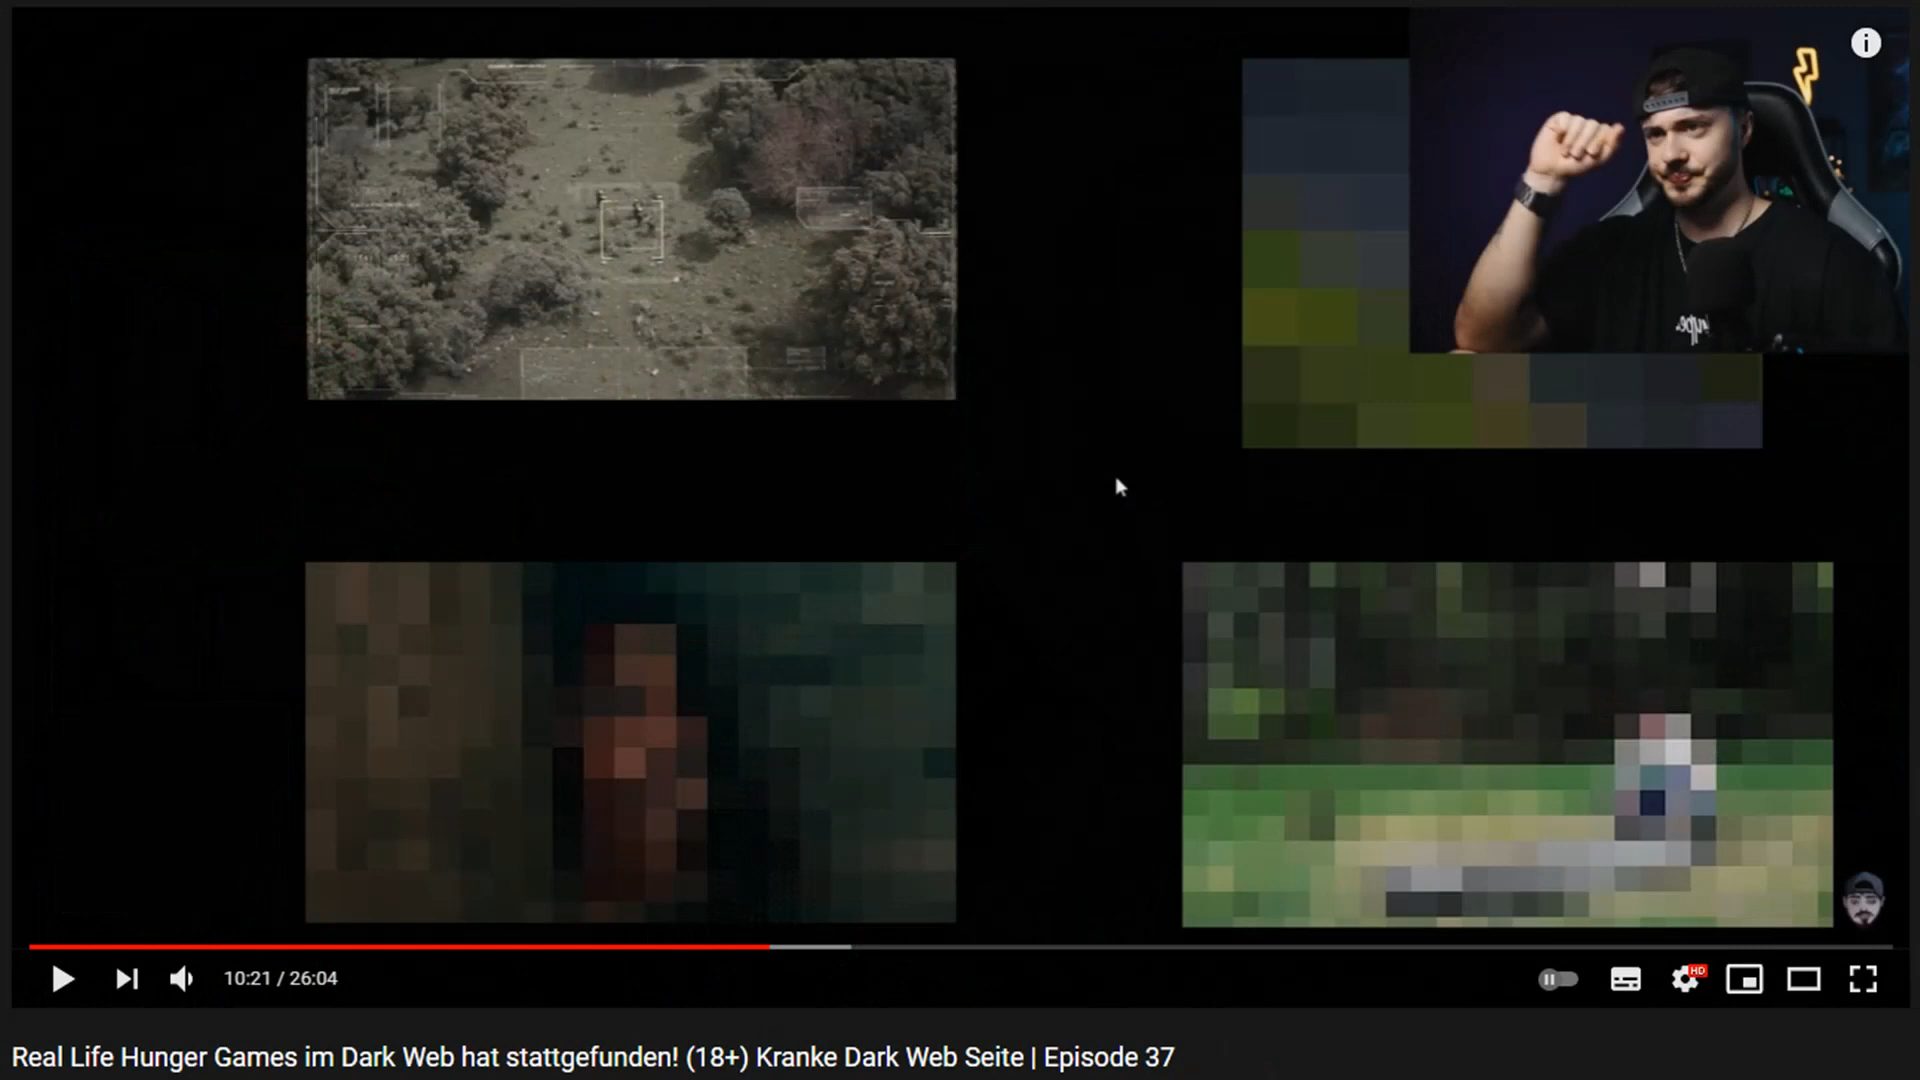 HD
10:21 / 26:04
Real Life Hunger Games im Dark Web hat stattgefunden! (18+) Kranke Dark Web Seite | Episode 37